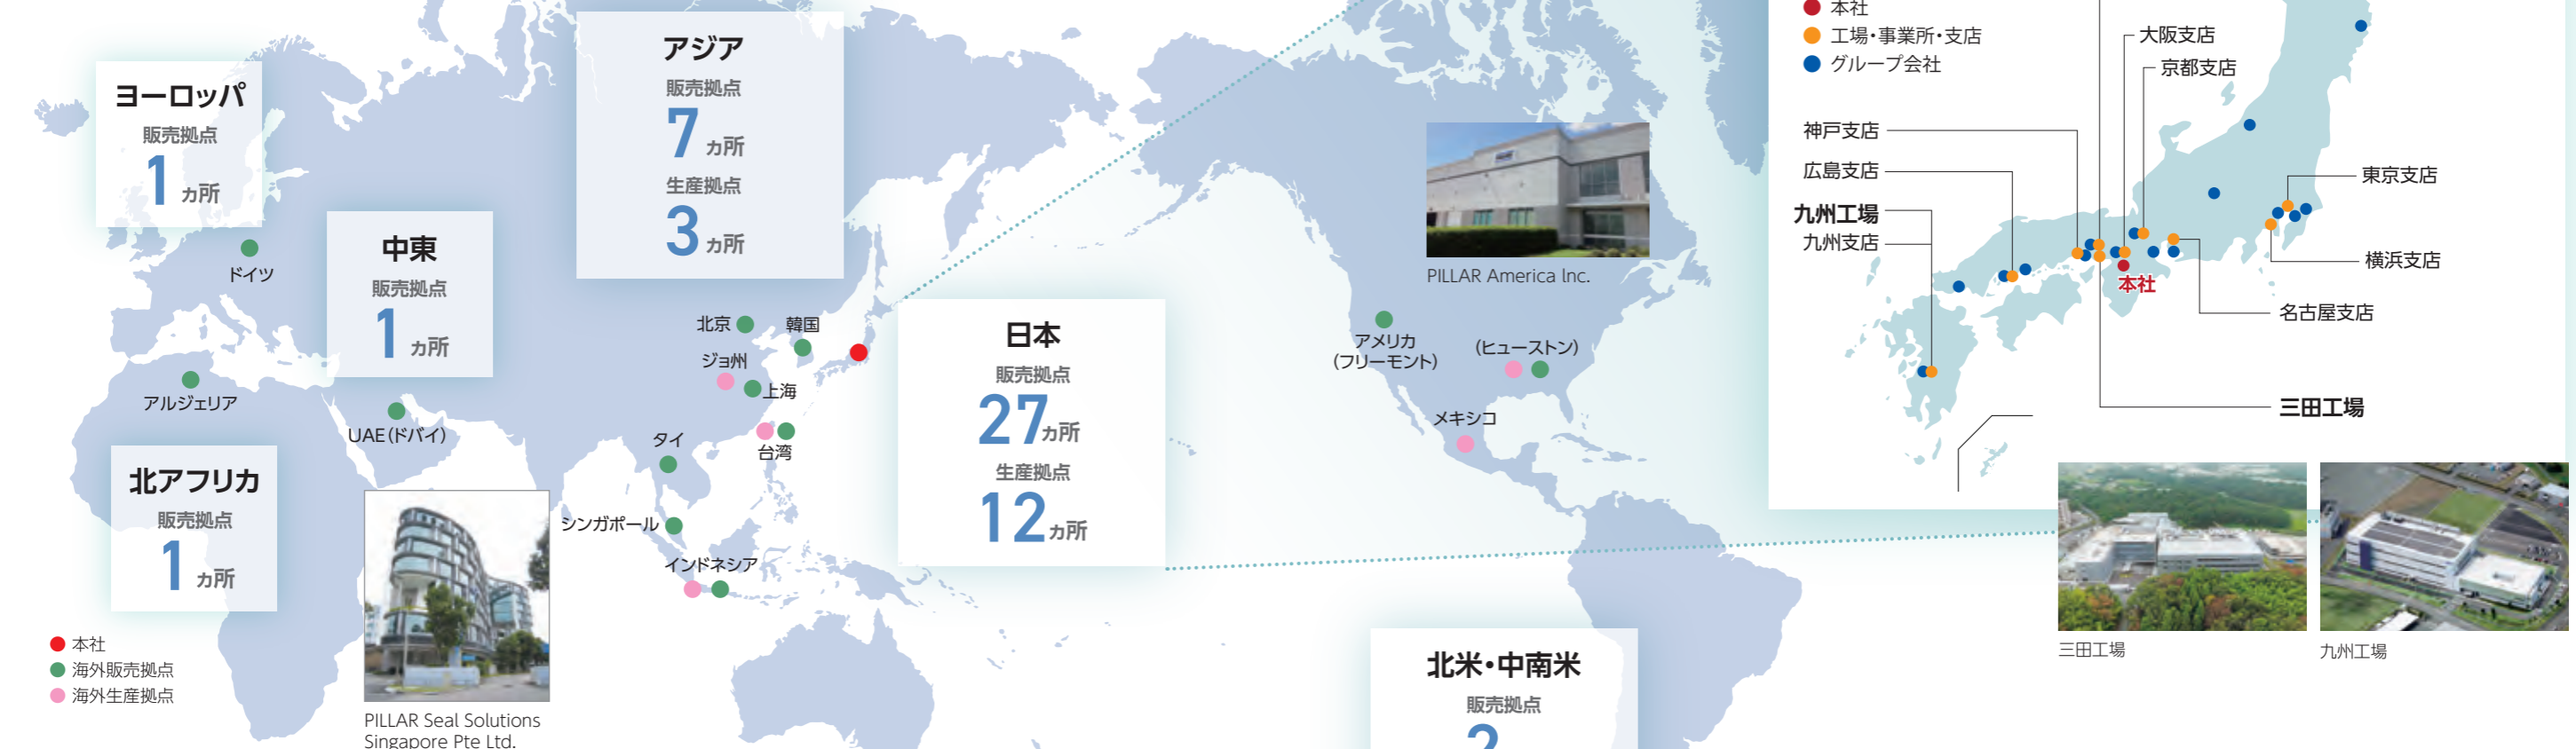 ヨーロッパ
販売拠点
1ヵ所
ドイツ
中東
販売拠点
1ヵ所
UAE(ドバイ)
アルジェリア
北アフリカ
販売拠点
1ヵ所
本社
海外販売拠点
海外生産拠点
PILLAR Seal Solutions
Singapore Pte Ltd.
アジア
販売拠点
7ヵ所
生産拠点
3ヵ所
北京
韓国
ジョ州
上海
台湾
タイ
シンガポール
インドネシア
日本
販売拠点
27ヵ所
生産拠点
12ヵ所
PILLAR America Inc.
アメリカ
(フリーモント)
(ヒューストン)
メキシコ
北米・中南米
販売拠点
2
本社
工場・事業所・支店
グループ会社
大阪支店
京都支店
神戸支店
広島支店
九州工場
九州支店
東京支店
横浜支店
本社
名古屋支店
三田工場
三田工場
九州工場